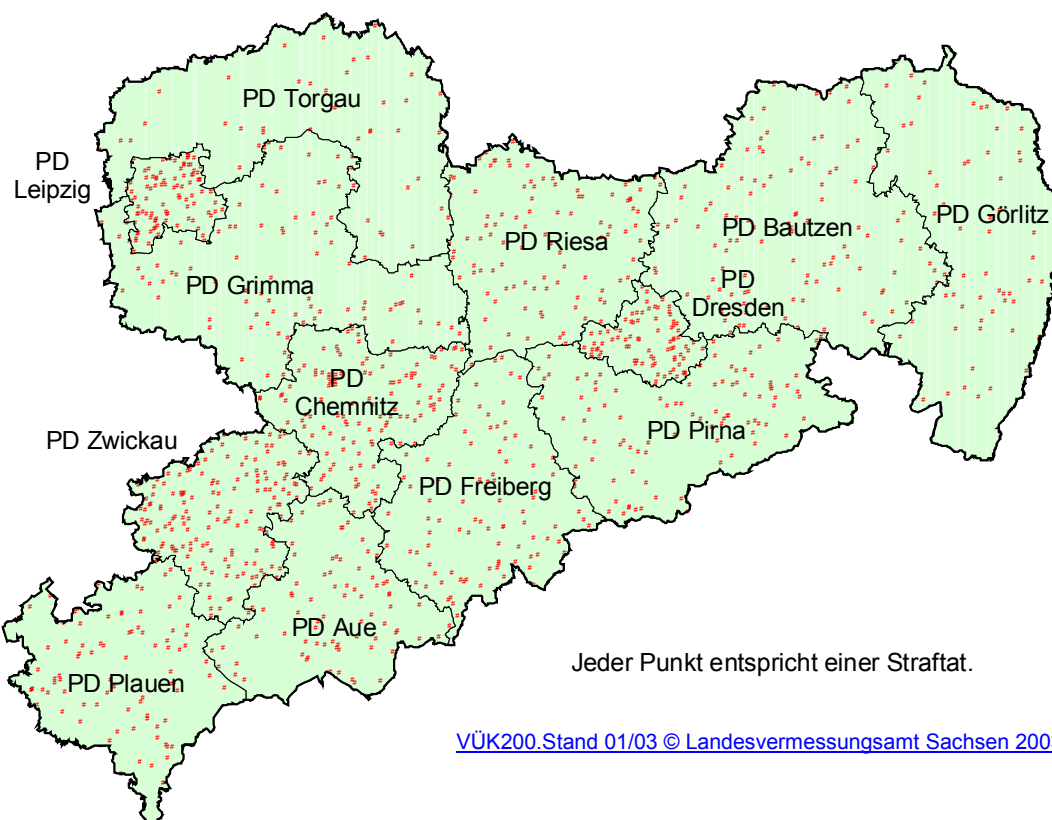 PD Torgau
PD
Leipzig
PD Görlitz
PD Bautzen
PD Riesa
PD
Dresden
PD Grimma
PD
Chemnitz
PD Zwickau
PD Pirna
PD Freiberg
PD Aue
PD Plauen
Jeder Punkt entspricht einer Straftat.
VÜK200.Stand 01/03 © Landesvermessungsamt Sachsen